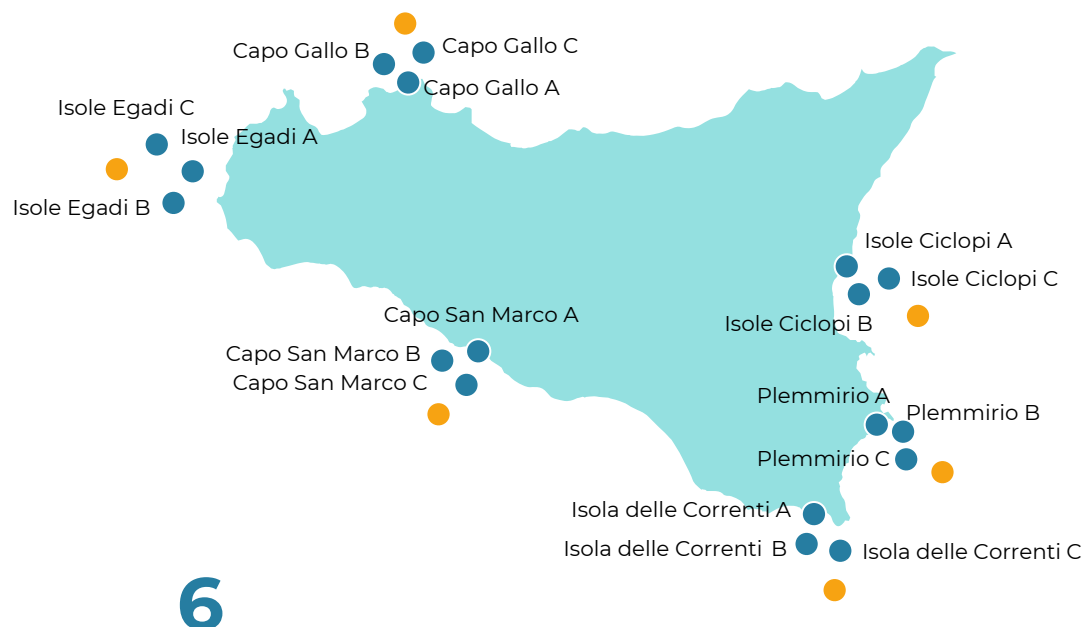 Capo Gallo B
Capo Gallo C
Capo Gallo A
Isole Egadi C
Isole Egadi A
Isole Egadi B
Isole Ciclopi A
Isole Ciclopi C
Isole Ciclopi B
Capo San Marco A
Capo San Marco B
Capo San Marco C
Plemmirio A
Plemmirio B
Plemmirio C
Isola delle Correnti A
Isola delle Correnti B
Isola delle Correnti C
6